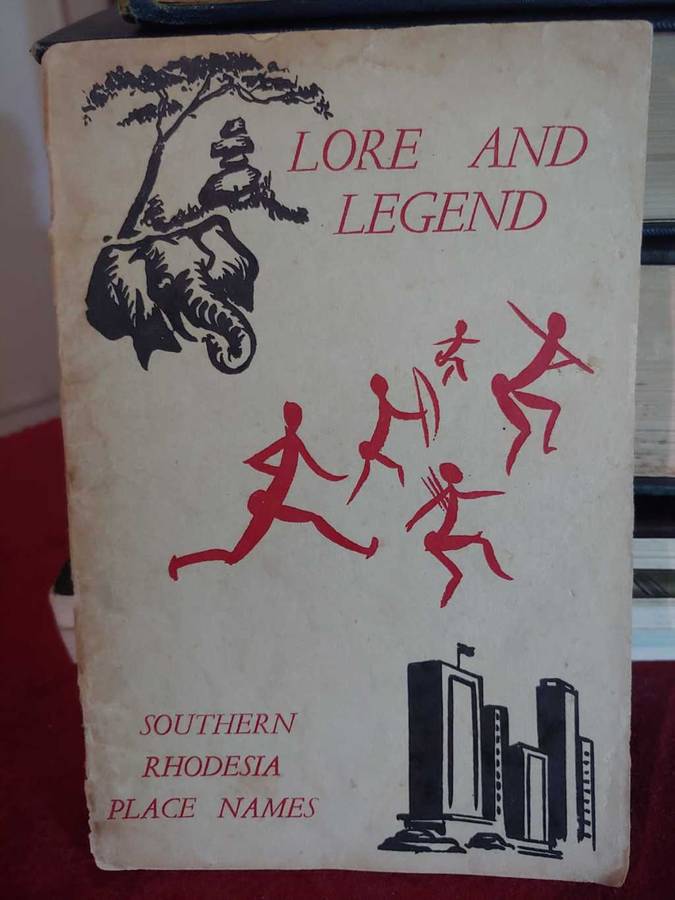 LORE AND
LEGEND
SOUTHERN
RHODESIA
PLACE NAMES